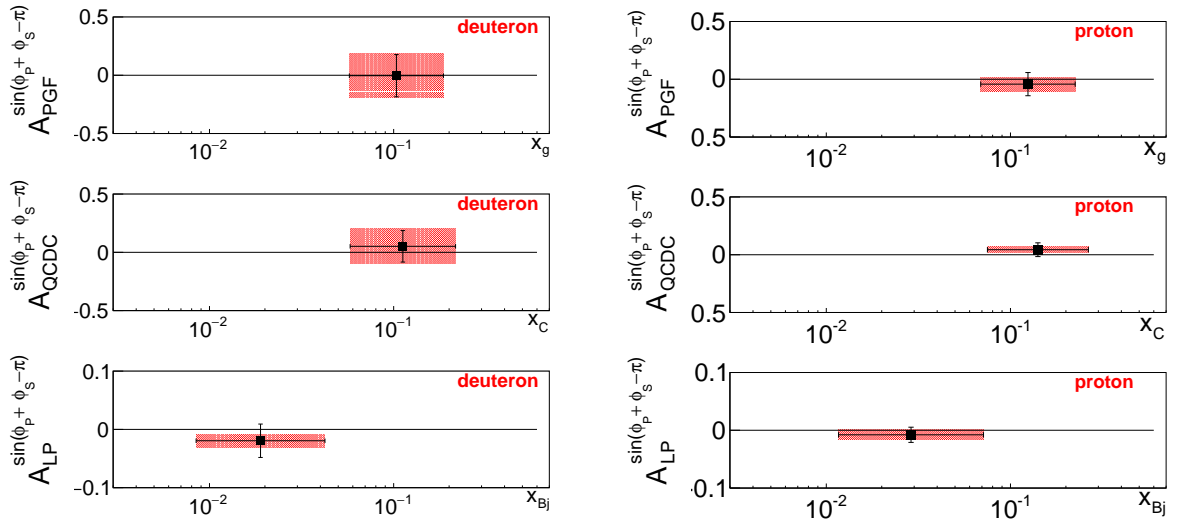 0.5 deuteron
A_PGF^sin(ϕ_P + ϕ_S −π)
0
-0.5
10^−2 10^−1 x_g
0.5 proton
A_PGF^sin(ϕ_P + ϕ_S −π)
0
0.5
10^−2 10^−1 x_g
0.5 deuteron
A_QCDC^sin(ϕ_P + ϕ_S −π)
0
-0.5
10^−2 10^−1 x_C
0.5 proton
A_QCDC^sin(ϕ_P + ϕ_S −π)
0
0.5
10^−2 10^−1 x_C
0.1 deuteron
A_LP^sin(ϕ_P + ϕ_S −π)
0
−0.1
10^−2 10^−1 x_Bj
0.1 proton
A_LP^sin(ϕ_P + ϕ_S −π)
0
0.1
10^−2 10^−1 x_Bj